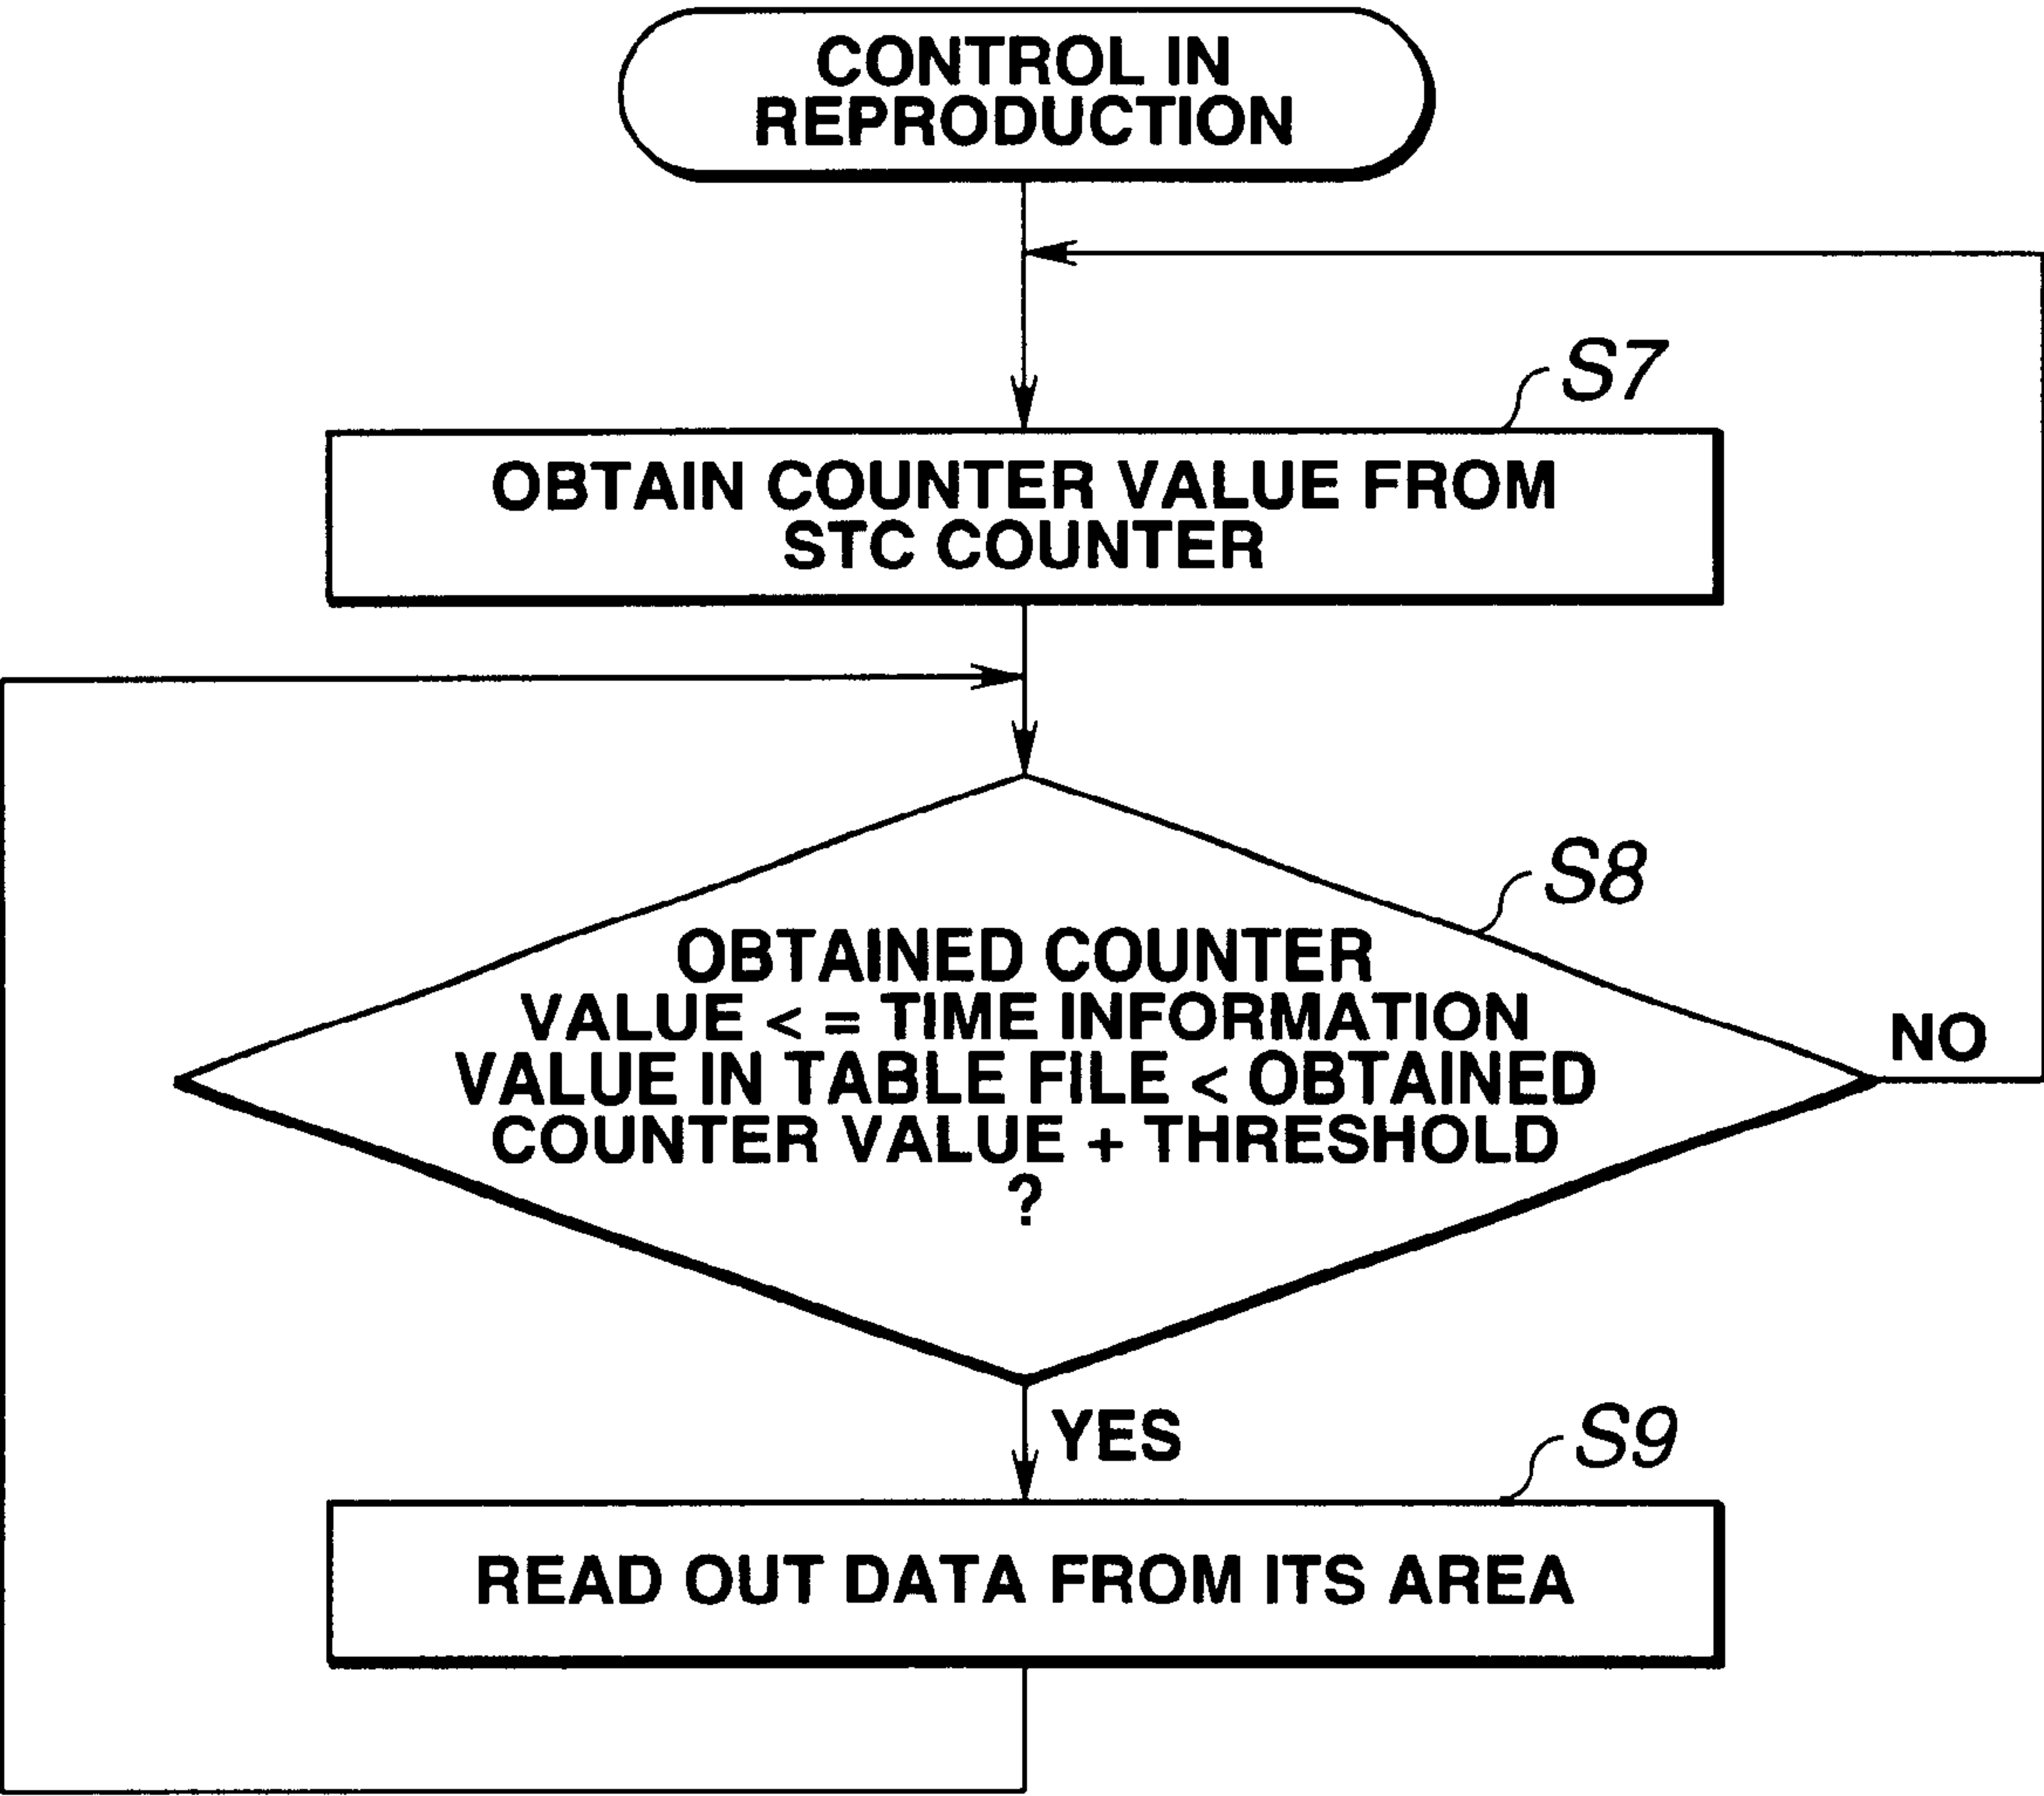 CONTROL IN
REPRODUCTION
S7
OBTAIN COUNTER VALUE FROM
STC COUNTER
S8
OBTAINED COUNTER
VALUE < = TIME INFORMATION
VALUE IN TABLE FILE < OBTAINED
COUNTER VALUE + THRESHOLD
?
NO
YES
S9
READ OUT DATA FROM ITS AREA